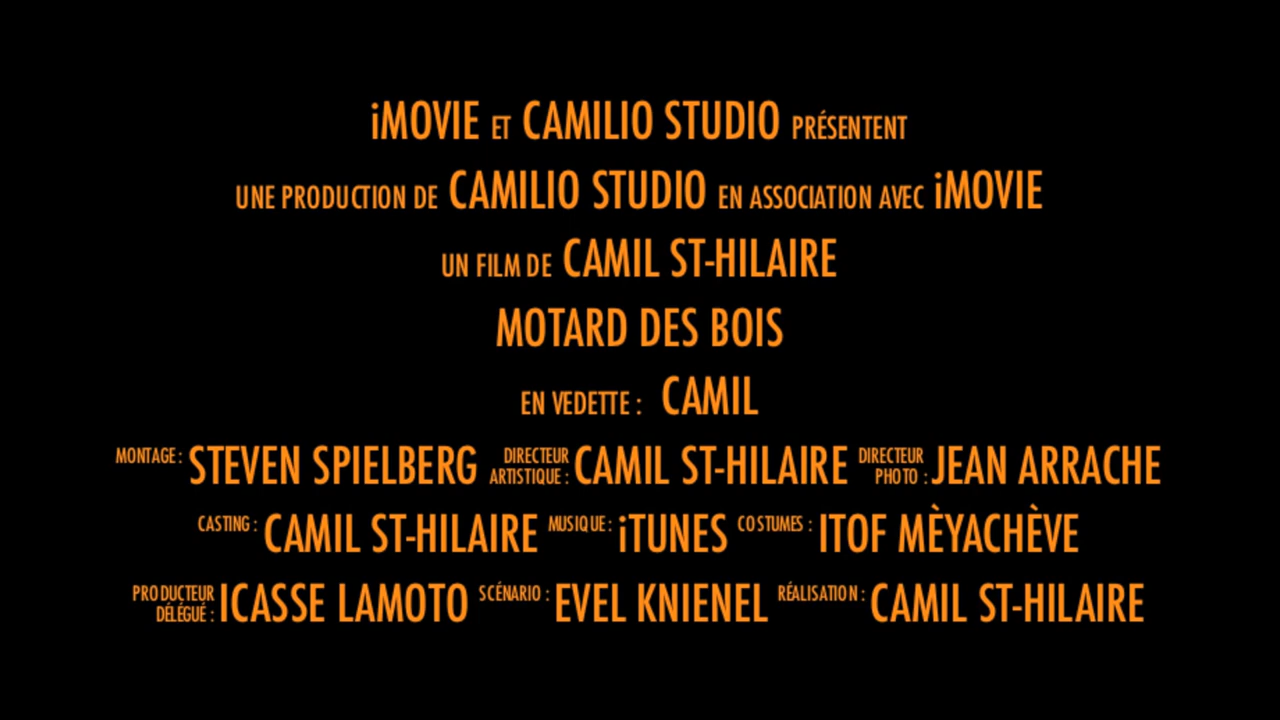 iMOVIE ET CAMILIO STUDIO PRÉSENTENT
UNE PRODUCTION DE CAMILIO STUDIO EN ASSOCIATION AVEC iMOVIE
UN FILM DE CAMIL ST-HILAIRE
MOTARD DES BOIS
EN VEDETTE : CAMIL
MONTAGE : STEVEN SPIELBERG DIRECTEUR ARTISTIQUE : CAMIL ST-HILAIRE DIRECTEUR PHOTO : JEAN ARRACHE
CASTING : CAMIL ST-HILAIRE MUSIQUE : iTUNES COSTUMES : ITOF MÈYACHÈVE
PRODUCTEUR DÉLÉGUÉ : ICASSE LAMOTO SCÉNARIO : EVEL KNIENEL RÉALISATION : CAMIL ST-HILAIRE